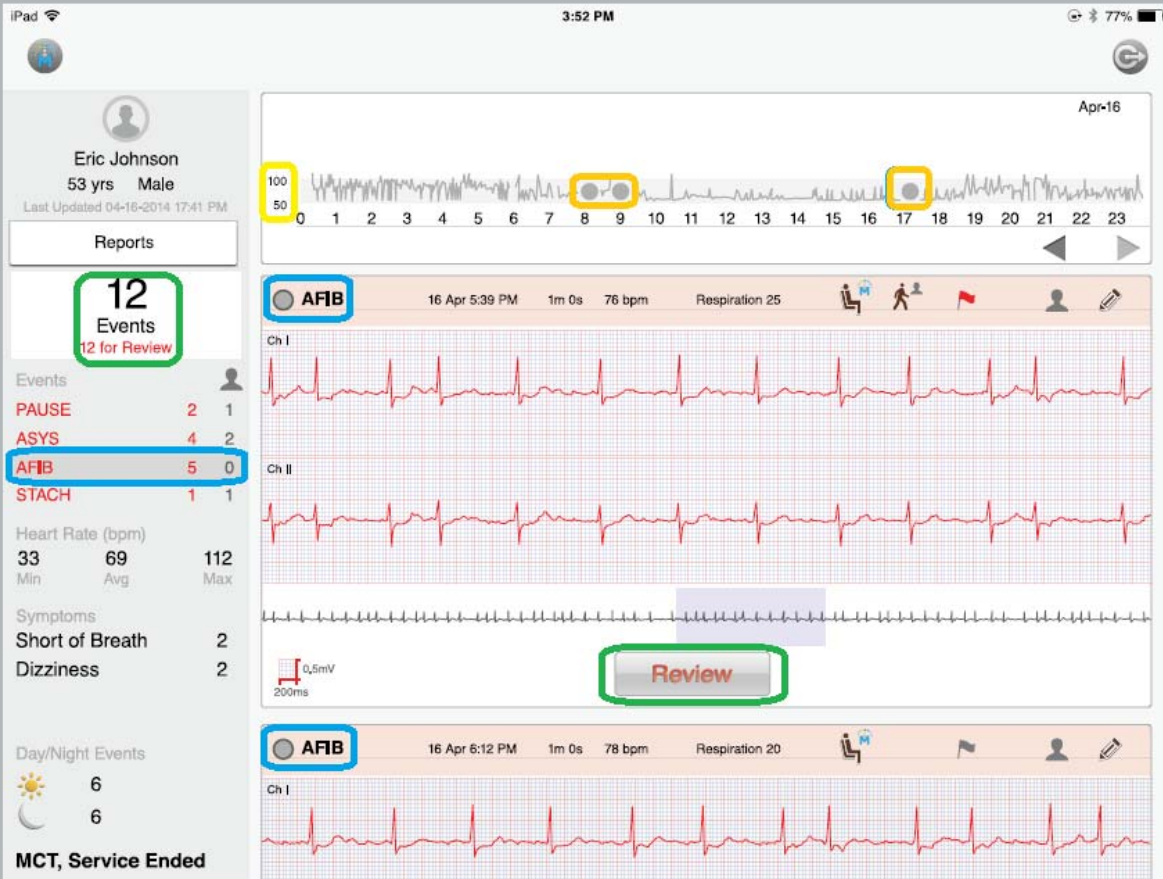 iPad 3:52 PM 77%
Eric Johnson
53 yrs Male
Last Updated 04-16-2014 17:41 PM
Reports
12
Events
12 for Review
Events
PAUSE 2 1
ASYS 4 2
AFIB 5 0
STACH 1 1
Heart Rate (bpm)
33 69 112
Min Avg Max
Symptoms
Short of Breath 2
Dizziness 2
Day/Night Events
6
6
MCT, Service Ended
Apr-16
100
50
0 1 2 3 4 5 6 7 8 9 10 11 12 13 14 15 16 17 18 19 20 21 22 23
AFIB 16 Apr 5:39 PM 1m 0s 76 bpm Respiration 25 M
Ch I
Ch II
0.5mV
200ms
Review
AFIB 16 Apr 6:12 PM 1m 0s 78 bpm Respiration 20 M
Ch I